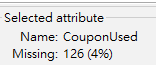 Selected attribute
Name: CouponUsed
Missing: 126 (4%)